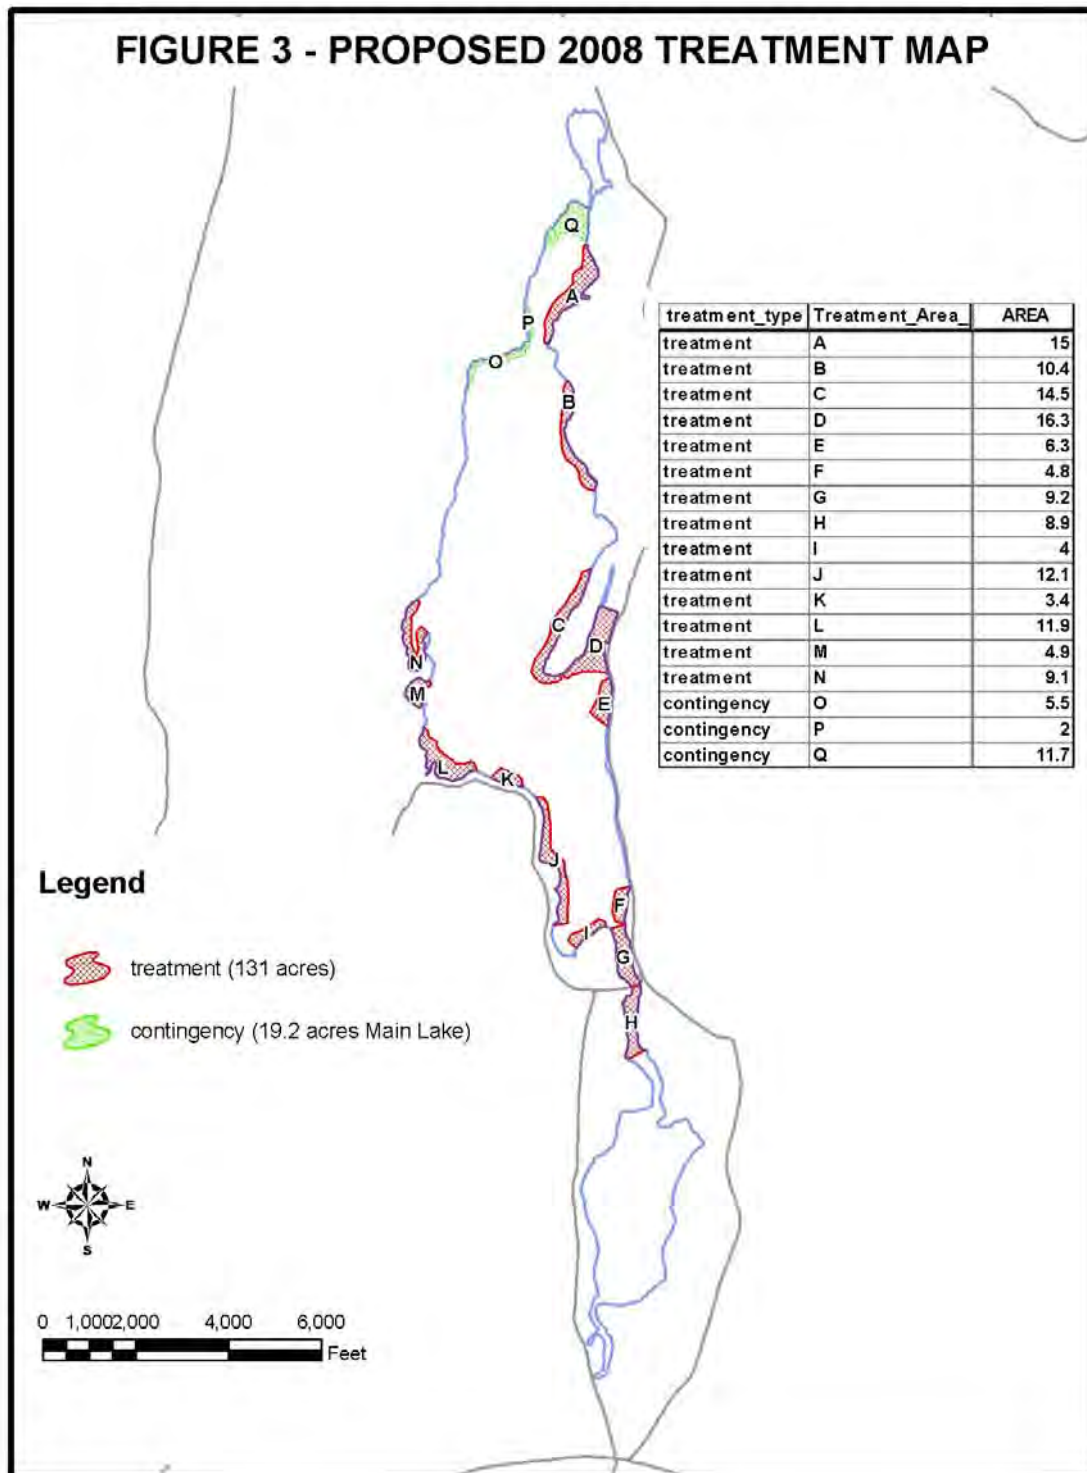 FIGURE 3 - PROPOSED 2008 TREATMENT MAP
Q
A
P
O
B
C
D
E
N
M
L
K
J
F
I
G
H
treatment_type Treatment_Area_ AREA
treatment A 15
treatment B 10.4
treatment C 14.5
treatment D 16.3
treatment E 6.3
treatment F 4.8
treatment G 9.2
treatment H 8.9
treatment I 4
treatment J 12.1
treatment K 3.4
treatment L 11.9
treatment M 4.9
treatment N 9.1
contingency O 5.5
contingency P 2
contingency Q 11.7
Legend
treatment (131 acres)
contingency (19.2 acres Main Lake)
N
W E
S
0 1,000 2,000 4,000 6,000
Feet